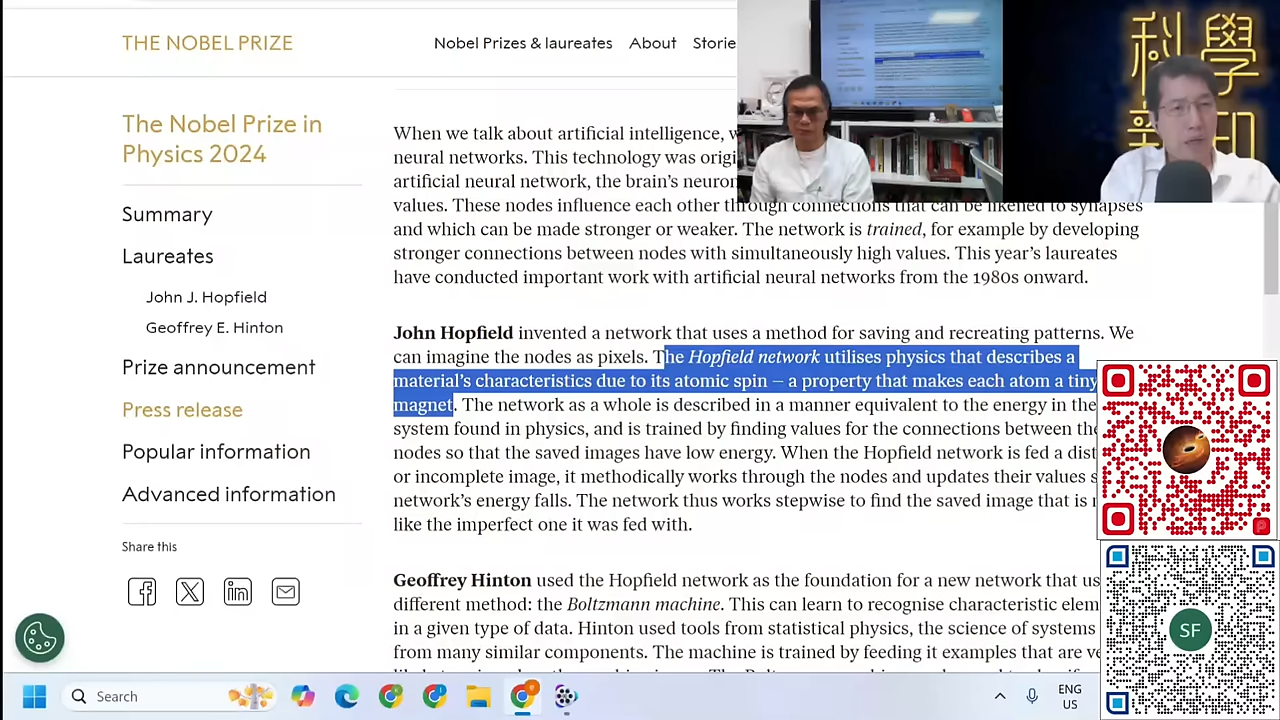 THE NOBEL PRIZE
Nobel Prizes & laureates About Storie
The Nobel Prize in
Physics 2024
Summary
Laureates
John J. Hopfield
Geoffrey E. Hinton
Prize announcement
Press release
Popular information
Advanced information
Share this
When we talk about artificial intelligence, w
neural networks. This technology was origi
artificial neural network, the brain's neuron
values. These nodes influence each other through connections that can be likened to synapses
and which can be made stronger or weaker. The network is trained, for example by developing
stronger connections between nodes with simultaneously high values. This year's laureates
have conducted important work with artificial neural networks from the 1980s onward.
John Hopfield invented a network that uses a method for saving and recreating patterns. We
can imagine the nodes as pixels. The Hopfield network utilises physics that describes a
material's characteristics due to its atomic spin – a property that makes each atom a tiny
magnet. The network as a whole is described in a manner equivalent to the energy in the
system found in physics, and is trained by finding values for the connections between the
nodes so that the saved images have low energy. When the Hopfield network is fed a dist
or incomplete image, it methodically works through the nodes and updates their values s
network's energy falls. The network thus works stepwise to find the saved image that is
like the imperfect one it was fed with.
Geoffrey Hinton used the Hopfield network as the foundation for a new network that us
different method: the Boltzmann machine. This can learn to recognise characteristic elem
in a given type of data. Hinton used tools from statistical physics, the science of systems
from many similar components. The machine is trained by feeding it examples that are ve
科學
SF
Search
ENG
US